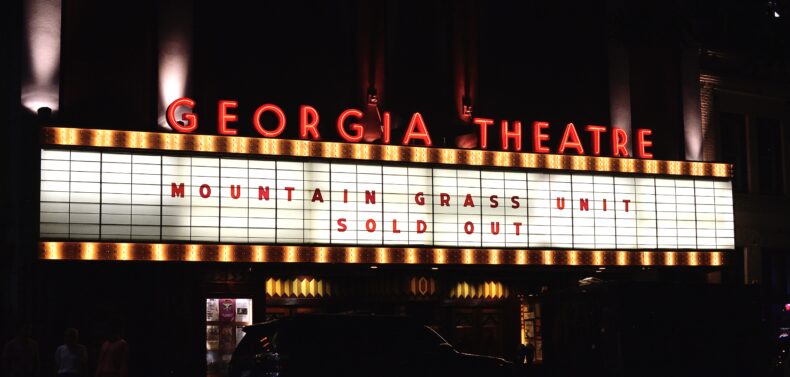 GEORGIA THEATRE
MOUNTAIN GRASS UNIT
SOLD OUT